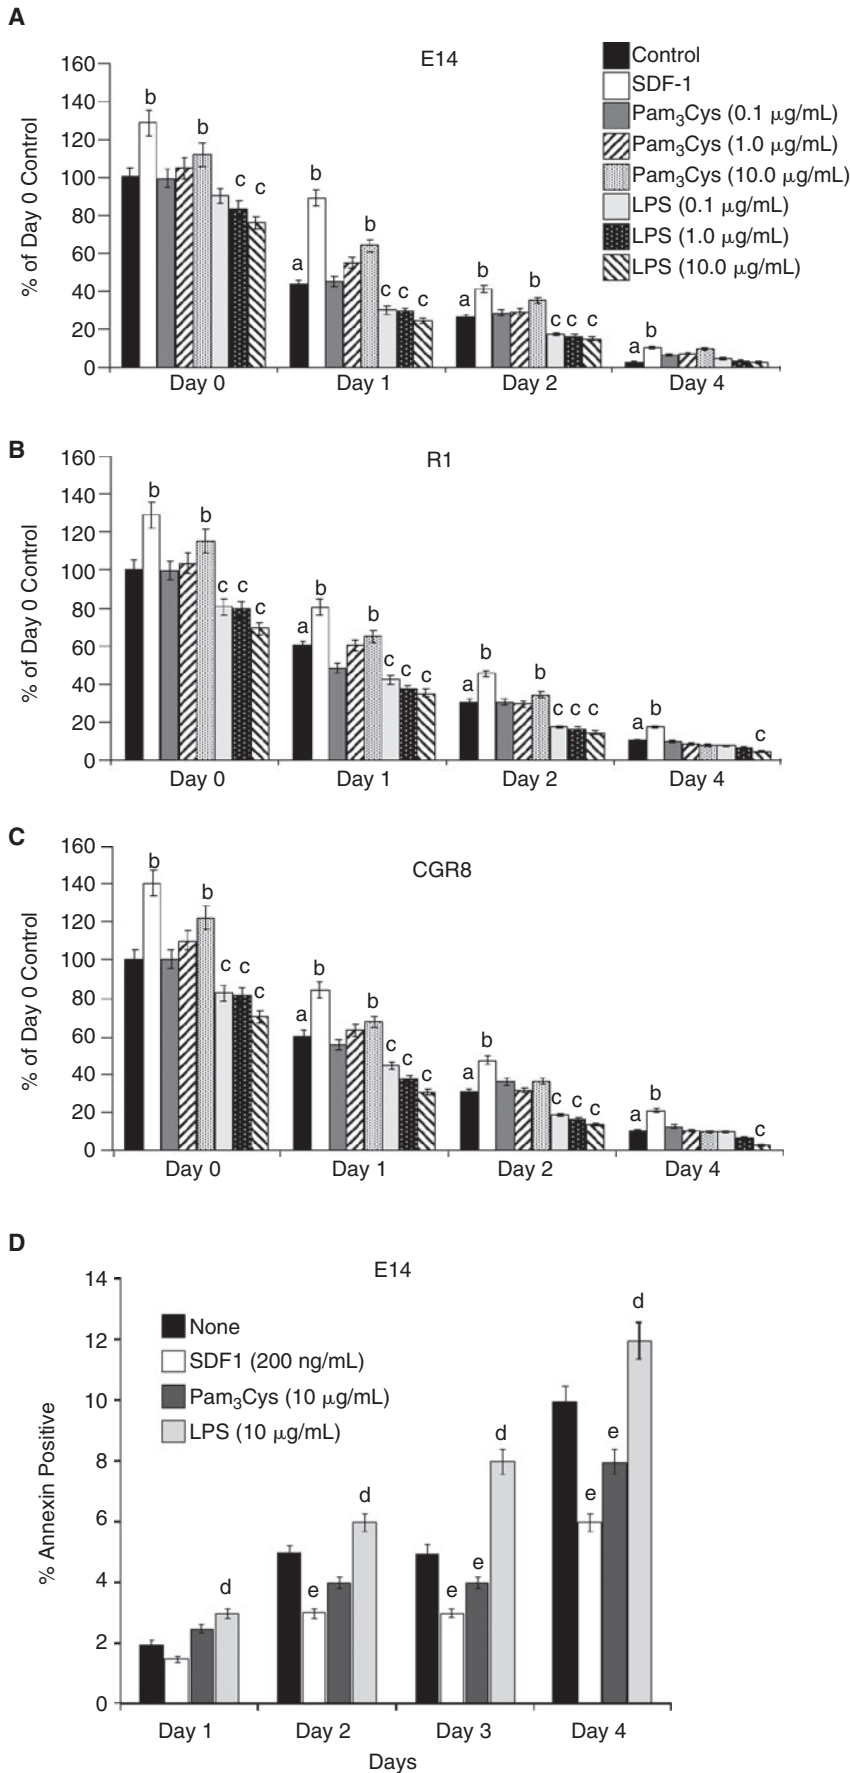 A
E14
% of Day 0 Control
160
140
120
100
80
60
40
20
0
Control
SDF-1
Pam₃Cys (0.1 μg/mL)
Pam₃Cys (1.0 μg/mL)
Pam₃Cys (10.0 μg/mL)
LPS (0.1 μg/mL)
LPS (1.0 μg/mL)
LPS (10.0 μg/mL)
b b c c
a b b c c c
a b b c c c
a b
Day 0 Day 1 Day 2 Day 4
B
R1
% of Day 0 Control
160
140
120
100
80
60
40
20
0
b b c c c
a b b c c c
a b b c c c
a b c
Day 0 Day 1 Day 2 Day 4
C
CGR8
% of Day 0 Control
160
140
120
100
80
60
40
20
0
b b c c c
a b b c c c
a b c c c
a b c
Day 0 Day 1 Day 2 Day 4
D
E14
% Annexin Positive
14
12
10
8
6
4
2
0
None
SDF1 (200 ng/mL)
Pam₃Cys (10 μg/mL)
LPS (10 μg/mL)
d
e d
e e d
e e d
Day 1 Day 2 Day 3 Day 4
Days